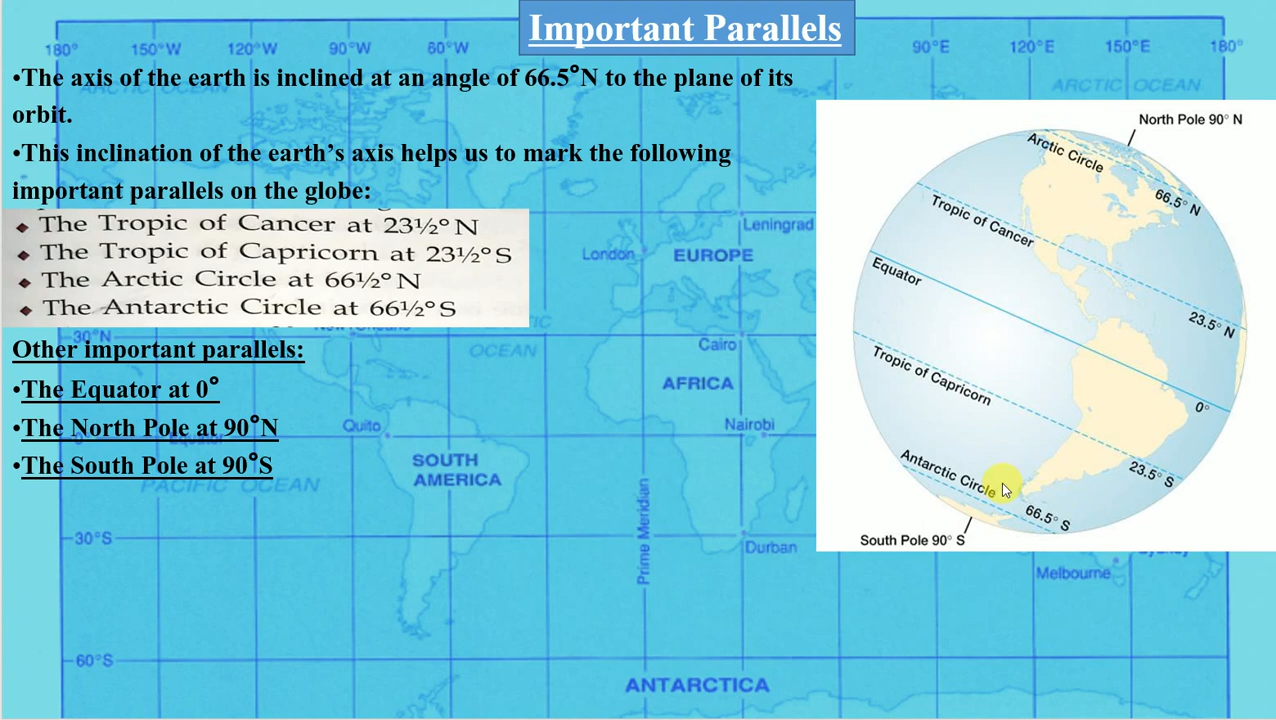 Important Parallels
180° 150°W 120°W 90°W 60°W 90°E 120°E 150°E 180°
•The axis of the earth is inclined at an angle of 66.5°N to the plane of its
orbit.
•This inclination of the earth’s axis helps us to mark the following
important parallels on the globe:
The Tropic of Cancer at 23½° N
The Tropic of Capricorn at 23½° S
The Arctic Circle at 66½° N
The Antarctic Circle at 66½° S
Other important parallels:
•The Equator at 0°
•The North Pole at 90°N
•The South Pole at 90°S
North Pole 90° N
Arctic Circle
66.5° N
Tropic of Cancer
23.5° N
Equator
0°
Tropic of Capricorn
23.5° S
Antarctic Circle
66.5° S
South Pole 90° S
ARCTIC OCEAN
ARCTIC OCEAN
Leningrad
London
EUROPE
30°N
OCEAN
Cairo
AFRICA
Quito
Nairobi
SOUTH
AMERICA
PACIFIC OCEAN
Prime Meridian
30°S
Durban
Melbourne
60°S
ANTARCTICA